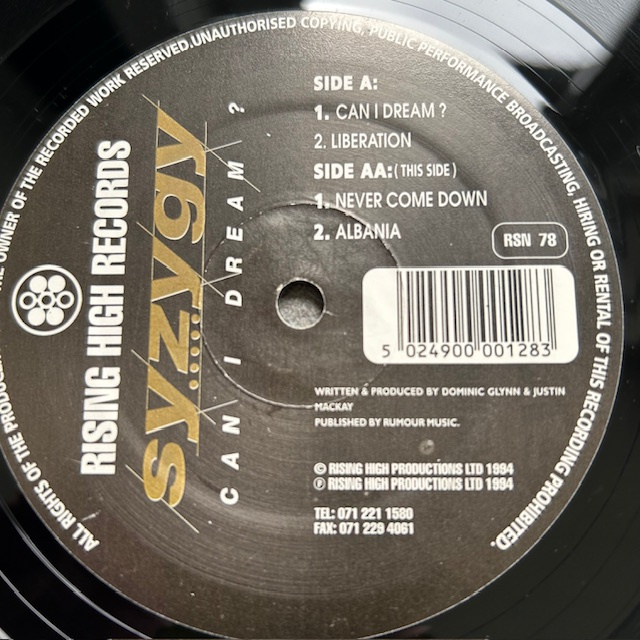 ALL RIGHTS OF THE PRODUCER THE OWNER OF THE RECORDED WORK RESERVED. UNAUTHORISED COPYING, PUBLIC PERFORMANCE BROADCASTING, HIRING OR RENTAL OF THIS RECORDING PROHIBITED.
RISING HIGH RECORDS
syzygy
CAN I DREAM ?
SIDE A:
1. CAN I DREAM ?
2. LIBERATION
SIDE AA: ( THIS SIDE )
1. NEVER COME DOWN
2. ALBANIA
RSN 78
5 024900 001283
WRITTEN & PRODUCED BY DOMINIC GLYNN & JUSTIN
MACKAY
PUBLISHED BY RUMOUR MUSIC.
© RISING HIGH PRODUCTIONS LTD 1994
℗ RISING HIGH PRODUCTIONS LTD 1994
TEL: 071 221 1580
FAX: 071 229 4061